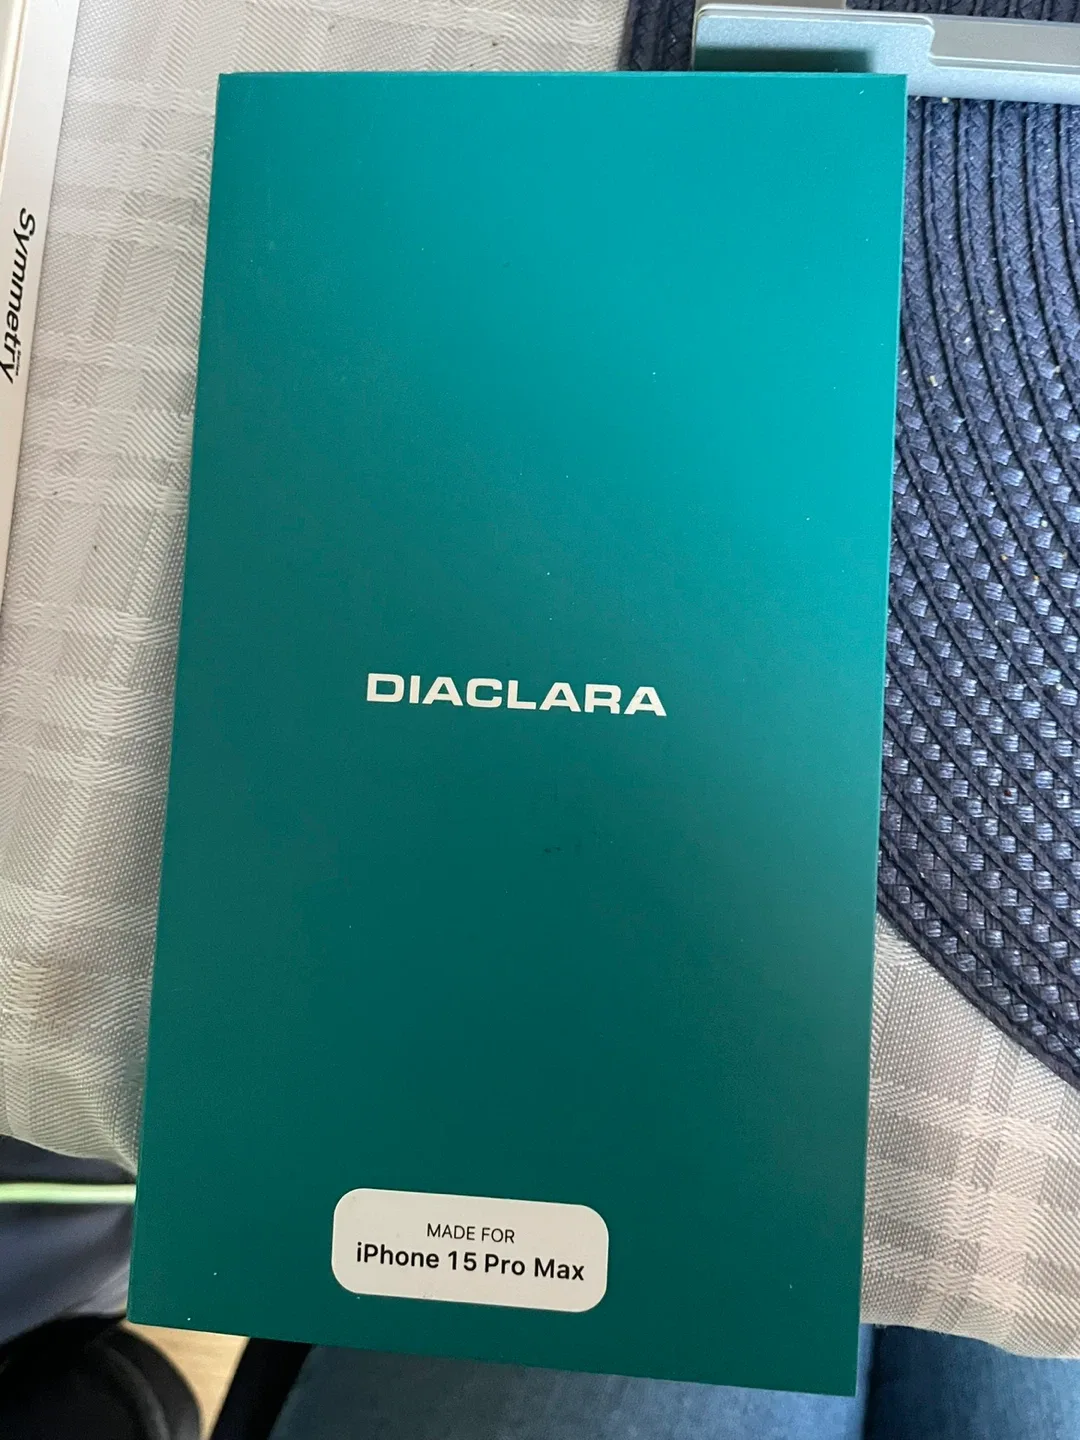 Symmetry
DIACLARA
MADE FOR
iPhone 15 Pro Max